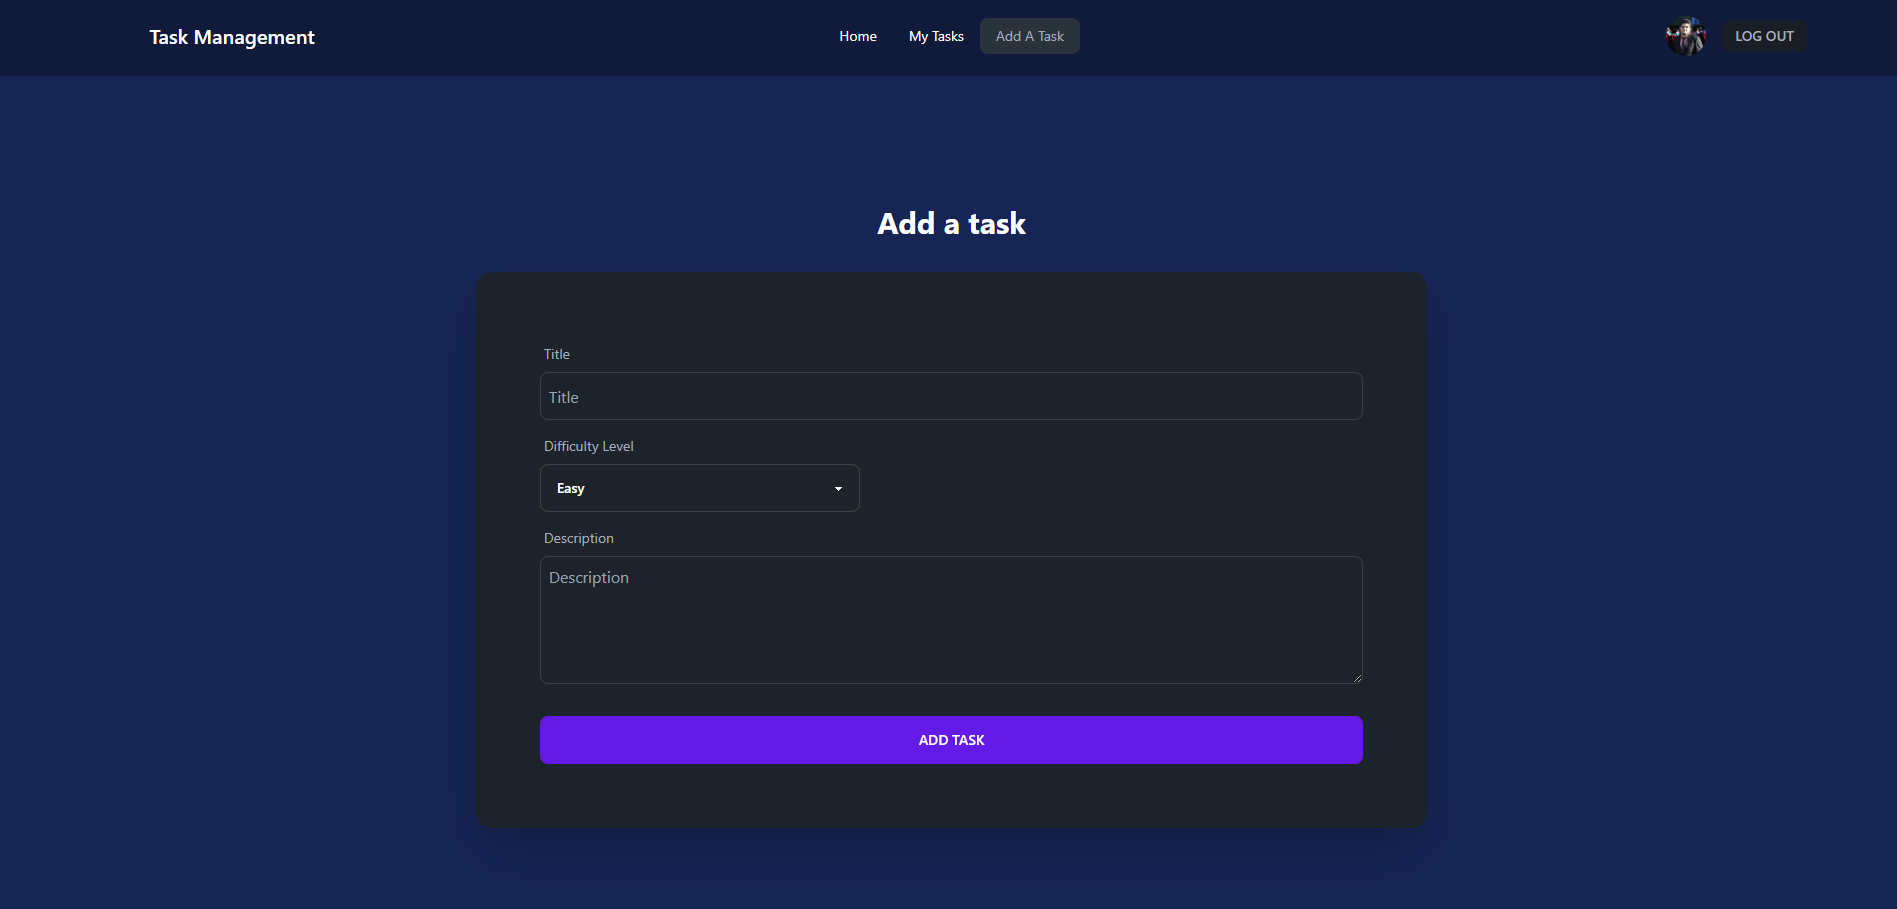 Task Management
Home
My Tasks
Add A Task
LOG OUT
Add a task
Title
Title
Difficulty Level
Easy
Description
Description
ADD TASK